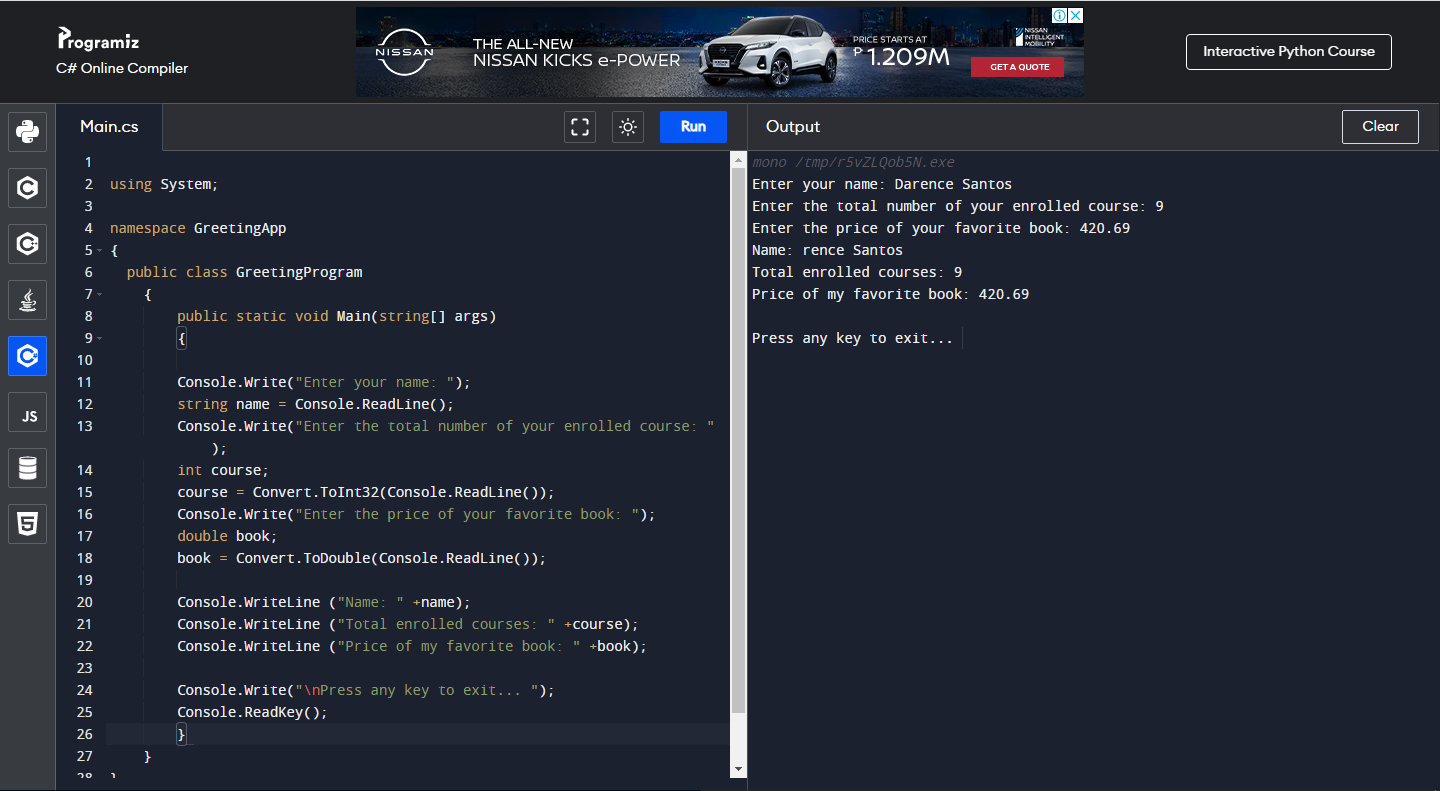 Programiz
C# Online Compiler
NISSAN
THE ALL-NEW
NISSAN KICKS e-POWER
PRICE STARTS AT
₱1.209M
NISSAN
INTELLIGENT
MOBILITY
GET A QUOTE
Interactive Python Course
Main.cs
Run
Output
Clear
JS
1
2 using System;
3
4 namespace GreetingApp
5 {
6 public class GreetingProgram
7 {
8 public static void Main(string[] args)
9 {
10
11 Console.Write("Enter your name: ");
12 string name = Console.ReadLine();
13 Console.Write("Enter the total number of your enrolled course: "
);
14 int course;
15 course = Convert.ToInt32(Console.ReadLine());
16 Console.Write("Enter the price of your favorite book: ");
17 double book;
18 book = Convert.ToDouble(Console.ReadLine());
19
20 Console.WriteLine ("Name: " +name);
21 Console.WriteLine ("Total enrolled courses: " +course);
22 Console.WriteLine ("Price of my favorite book: " +book);
23
24 Console.Write("\nPress any key to exit... ");
25 Console.ReadKey();
26 }
27 }
28 }
mono /tmp/r5vZLQob5N.exe
Enter your name: Darence Santos
Enter the total number of your enrolled course: 9
Enter the price of your favorite book: 420.69
Name: rence Santos
Total enrolled courses: 9
Price of my favorite book: 420.69
Press any key to exit...